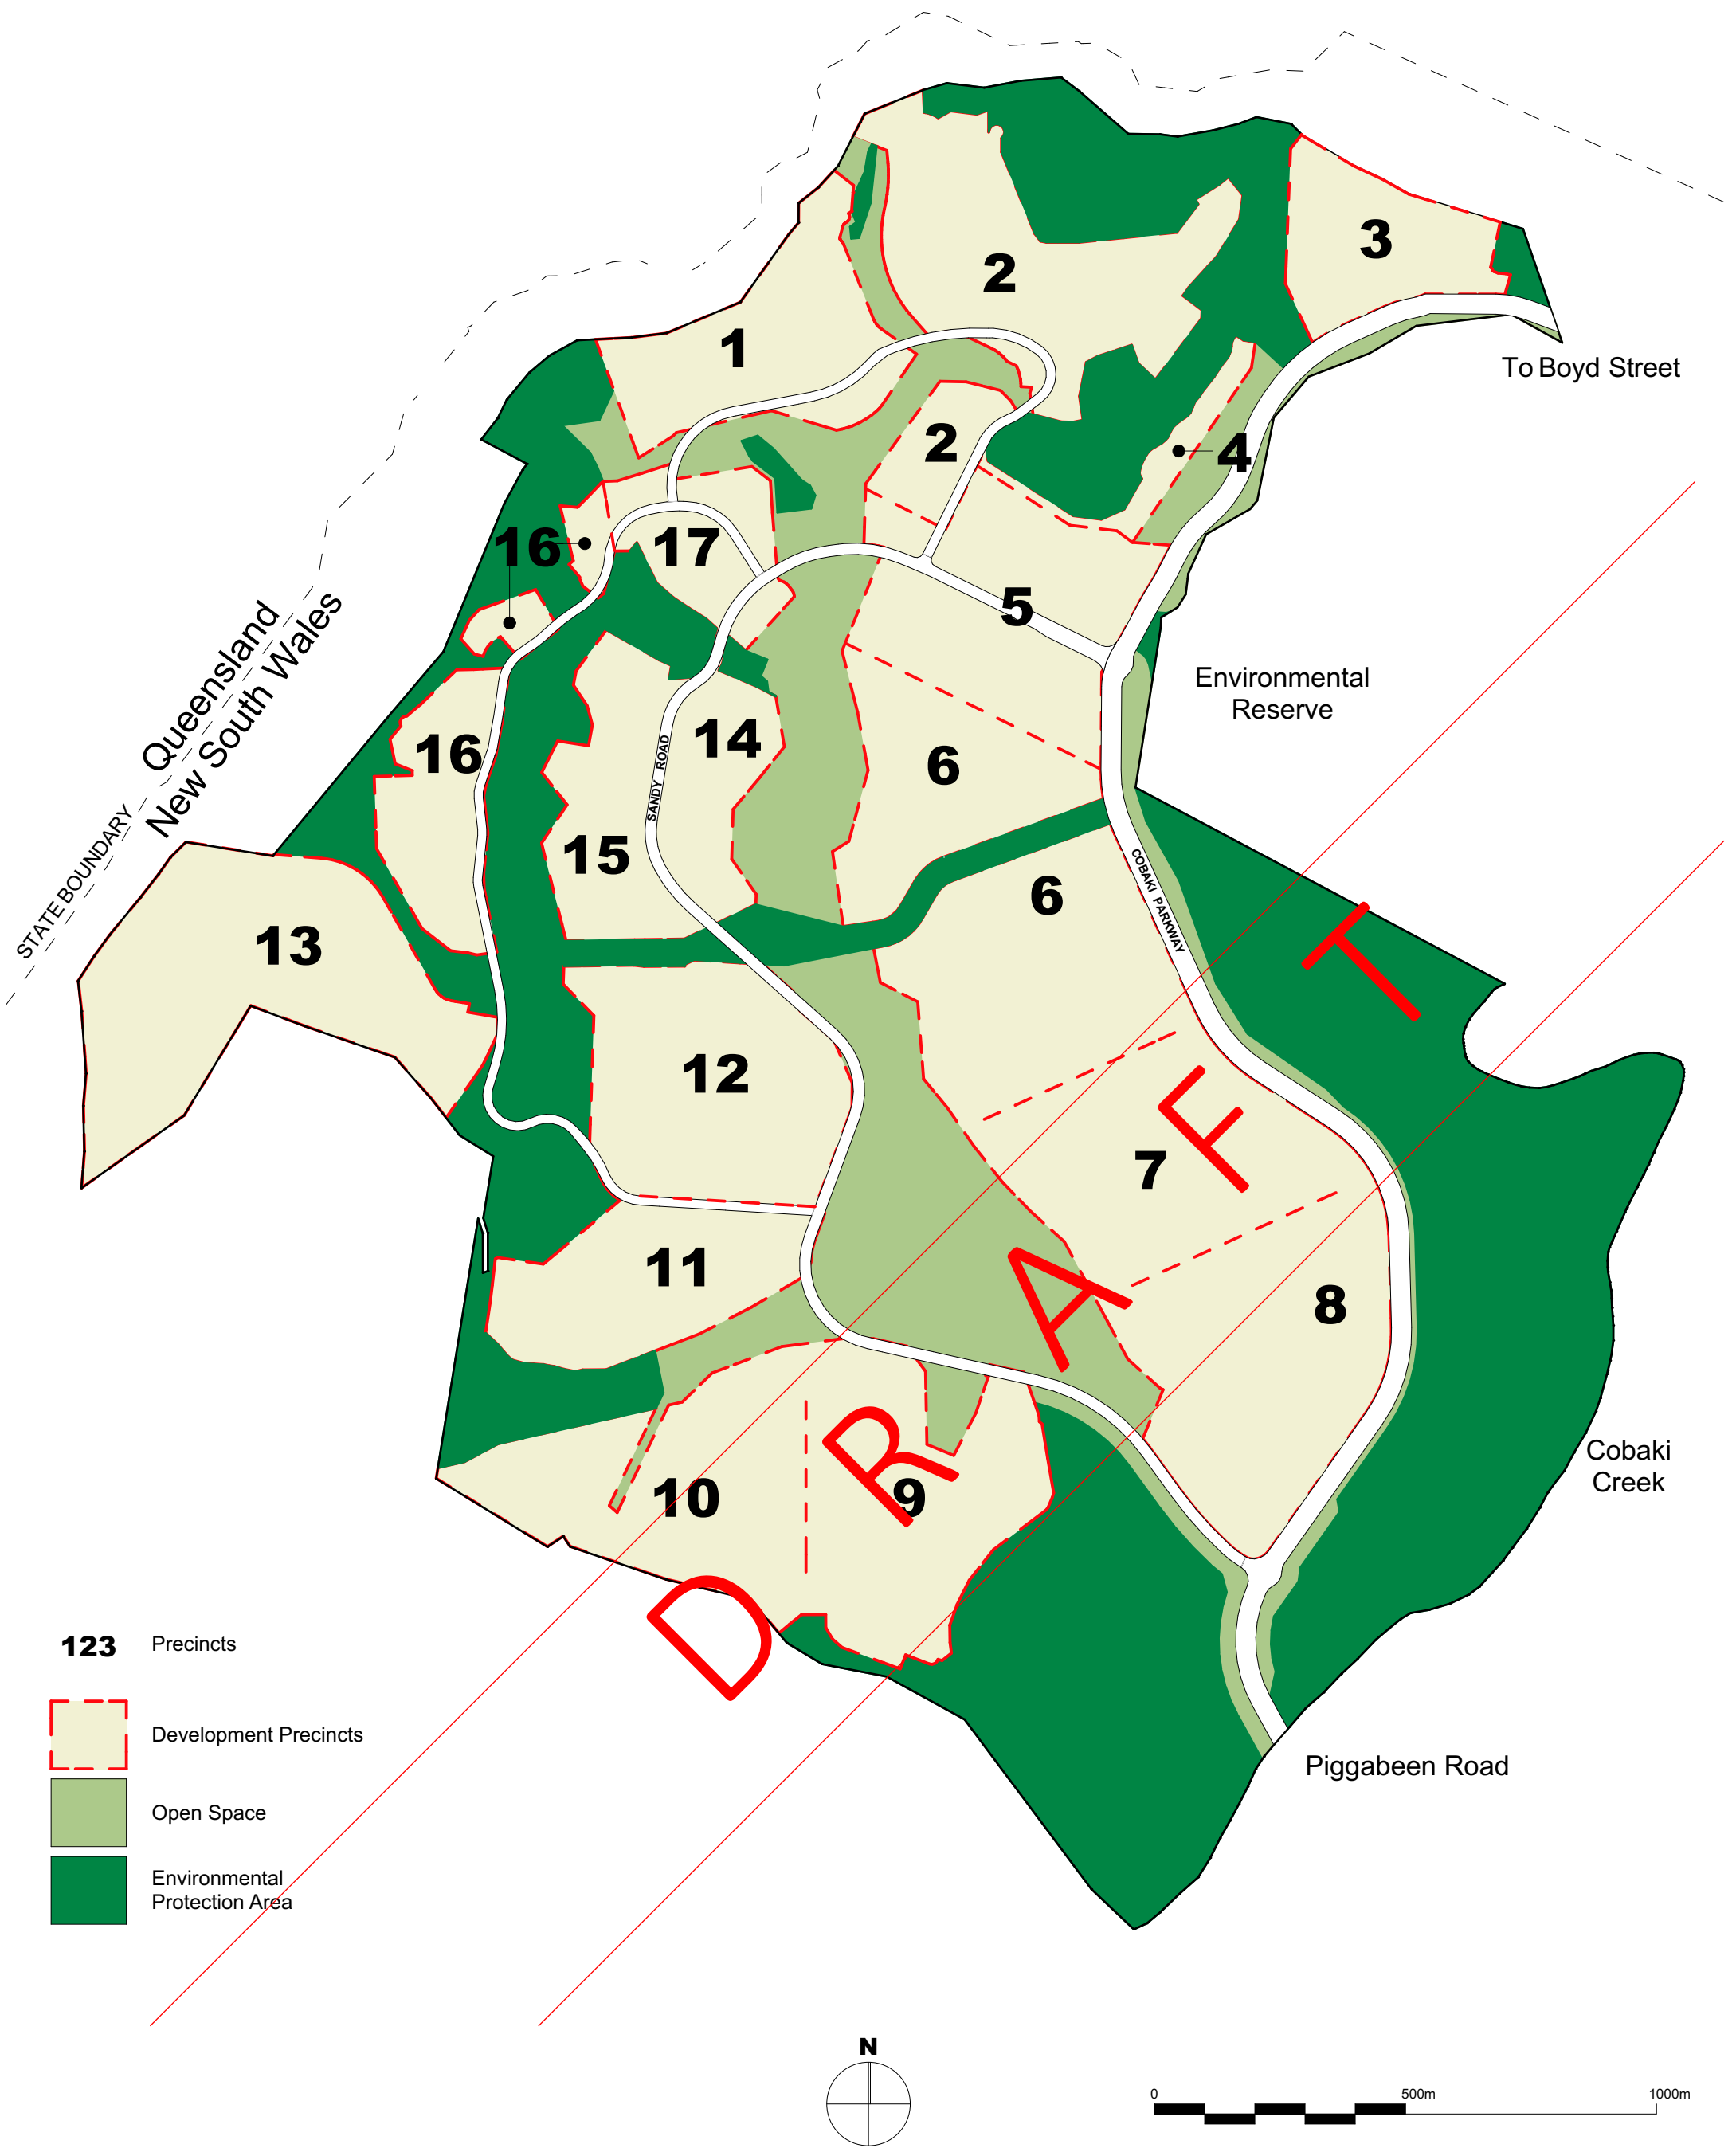 3
2
1
To Boyd Street
2
4
16
17
5
Queensland
New South Wales
STATE BOUNDARY
Environmental
Reserve
14
16
SANDY ROAD
6
15
COBAKI PARKWAY
6
13
12
7
11
8
Cobaki
Creek
10
9
DRAFT
123
Precincts
Development Precincts
Piggabeen Road
Open Space
Environmental
Protection Area
N
0
500m
1000m